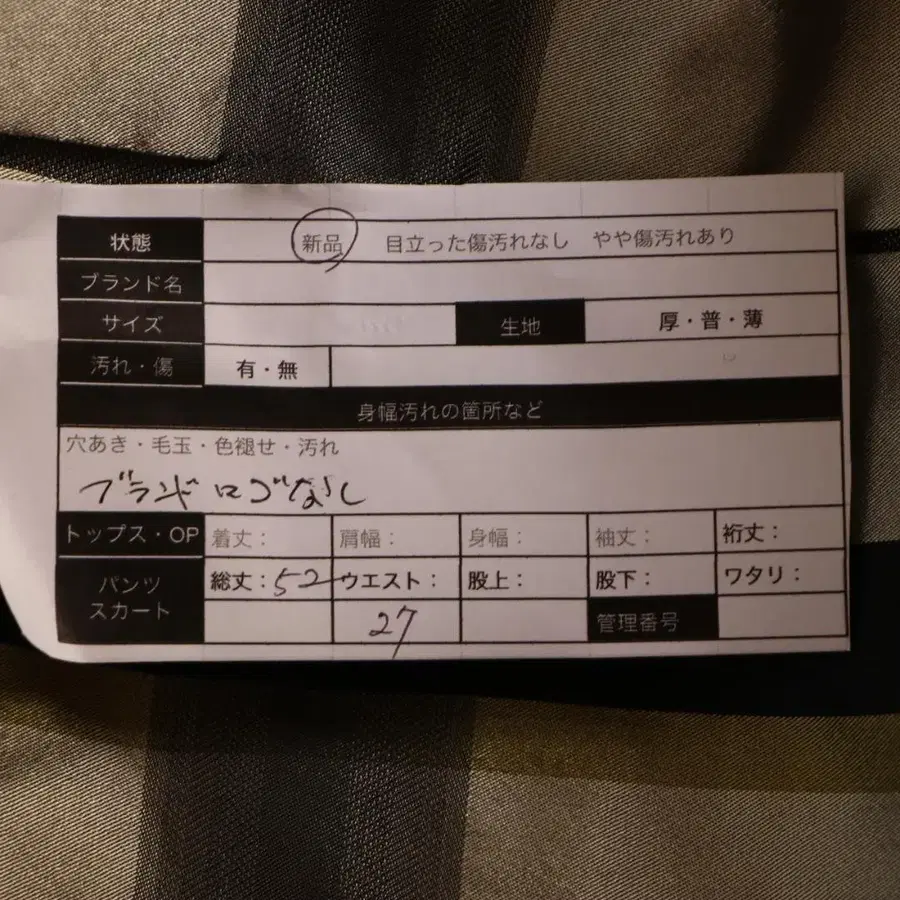 状態 新品 目立った傷汚れなし やや傷汚れあり
ブランド名
サイズ 生地 厚・普・薄
汚れ・傷 有・無
身幅汚れの箇所など
穴あき・毛玉・色褪せ・汚れ
ブランドロゴなし
トップス・OP 着丈： 肩幅： 身幅： 袖丈： 裄丈：
パンツ 総丈：52 ウエスト： 股上： 股下： ワタリ：
スカート 27 管理番号